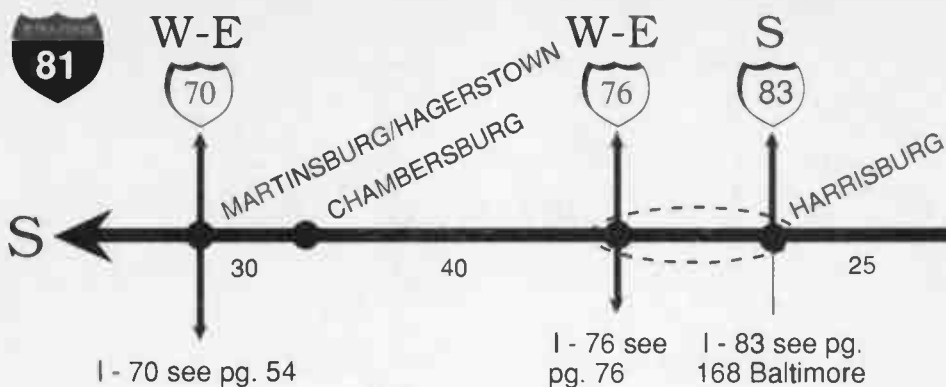 81
W-E
70
MARTINSBURG/HAGERSTOWN
CHAMBERSBURG
W-E
76
S
83
HARRISBURG
S
30
40
25
I - 70 see pg. 54
I - 76 see
pg. 76
I - 83 see pg.
168 Baltimore